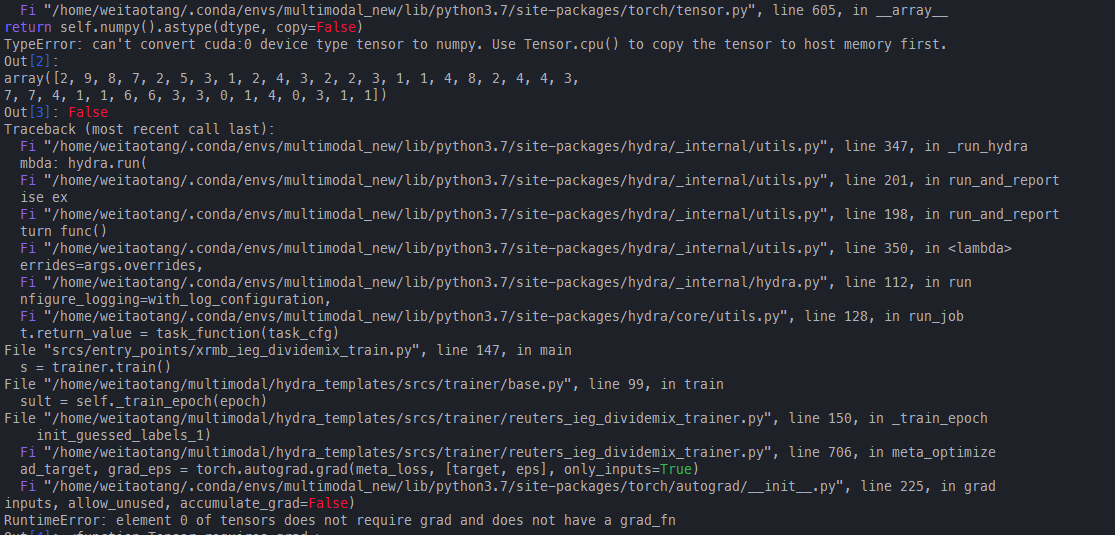 Fi "/home/weitaotang/.conda/envs/multimodal_new/lib/python3.7/site-packages/torch/tensor.py", line 605, in __array__
return self.numpy().astype(dtype, copy=False)
TypeError: can't convert cuda:0 device type tensor to numpy. Use Tensor.cpu() to copy the tensor to host memory first.
Out[2]:
array([2, 9, 8, 7, 2, 5, 3, 1, 2, 4, 3, 2, 2, 3, 1, 1, 4, 8, 2, 4, 4, 3,
7, 7, 4, 1, 1, 6, 6, 3, 3, 0, 1, 4, 0, 3, 1, 1])
Out[3]: False
Traceback (most recent call last):
Fi "/home/weitaotang/.conda/envs/multimodal_new/lib/python3.7/site-packages/hydra/_internal/utils.py", line 347, in _run_hydra
mbda: hydra.run(
Fi "/home/weitaotang/.conda/envs/multimodal_new/lib/python3.7/site-packages/hydra/_internal/utils.py", line 201, in run_and_report
ise ex
Fi "/home/weitaotang/.conda/envs/multimodal_new/lib/python3.7/site-packages/hydra/_internal/utils.py", line 198, in run_and_report
turn func()
Fi "/home/weitaotang/.conda/envs/multimodal_new/lib/python3.7/site-packages/hydra/_internal/utils.py", line 350, in <lambda>
errides=args.overrides,
Fi "/home/weitaotang/.conda/envs/multimodal_new/lib/python3.7/site-packages/hydra/_internal/hydra.py", line 112, in run
nfigure_logging=with_log_configuration,
Fi "/home/weitaotang/.conda/envs/multimodal_new/lib/python3.7/site-packages/hydra/core/utils.py", line 128, in run_job
t.return_value = task_function(task_cfg)
File "srcs/entry_points/xrmb_ieg_dividemix_train.py", line 147, in main
s = trainer.train()
File "/home/weitaotang/multimodal/hydra_templates/srcs/trainer/base.py", line 99, in train
sult = self._train_epoch(epoch)
File "/home/weitaotang/multimodal/hydra_templates/srcs/trainer/reuters_ieg_dividemix_trainer.py", line 150, in _train_epoch
init_guessed_labels_1)
Fi "/home/weitaotang/multimodal/hydra_templates/srcs/trainer/reuters_ieg_dividemix_trainer.py", line 706, in meta_optimize
ad_target, grad_eps = torch.autograd.grad(meta_loss, [target, eps], only_inputs=True)
Fi "/home/weitaotang/.conda/envs/multimodal_new/lib/python3.7/site-packages/torch/autograd/__init__.py", line 225, in grad
inputs, allow_unused, accumulate_grad=False)
RuntimeError: element 0 of tensors does not require grad and does not have a grad_fn